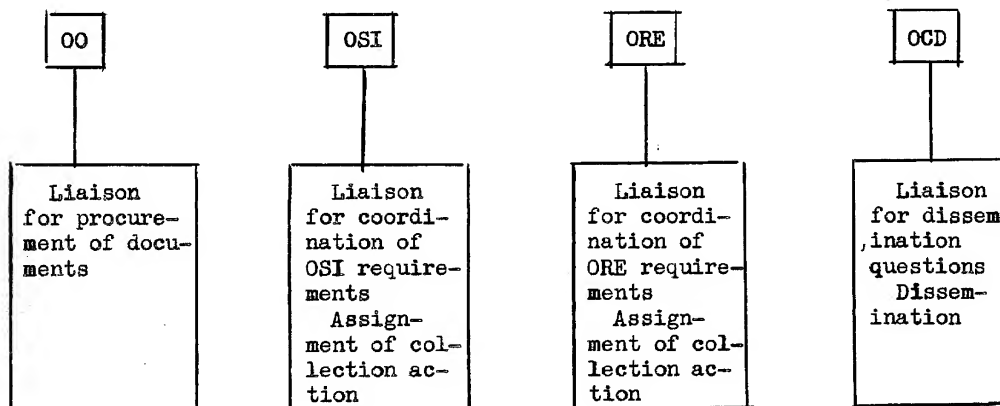 OO
OSI
ORE
OCD
Liaison
for procure-
ment of docu-
ments
Liaison
for coordi-
nation of
OSI require-
ments
Assign-
ment of col-
lection ac-
tion
Liaison
for coordi-
nation of
ORE require-
ments
Assign-
ment of col-
lection ac-
tion
Liaison
for dissem
ination
questions
Dissem-
ination